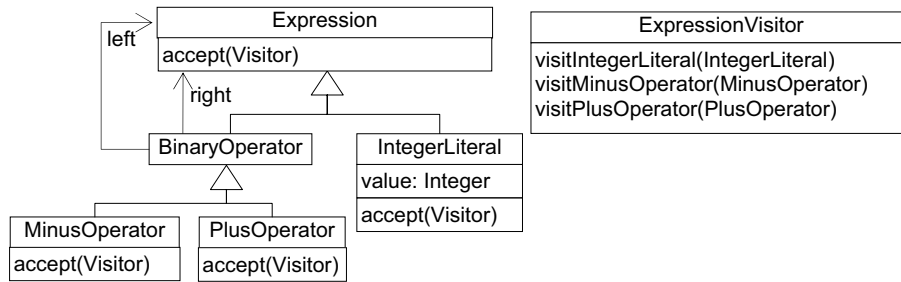 Expression
accept(Visitor)
left
right
ExpressionVisitor
visitIntegerLiteral(IntegerLiteral)
visitMinusOperator(MinusOperator)
visitPlusOperator(PlusOperator)
BinaryOperator
IntegerLiteral
value: Integer
accept(Visitor)
MinusOperator
accept(Visitor)
PlusOperator
accept(Visitor)